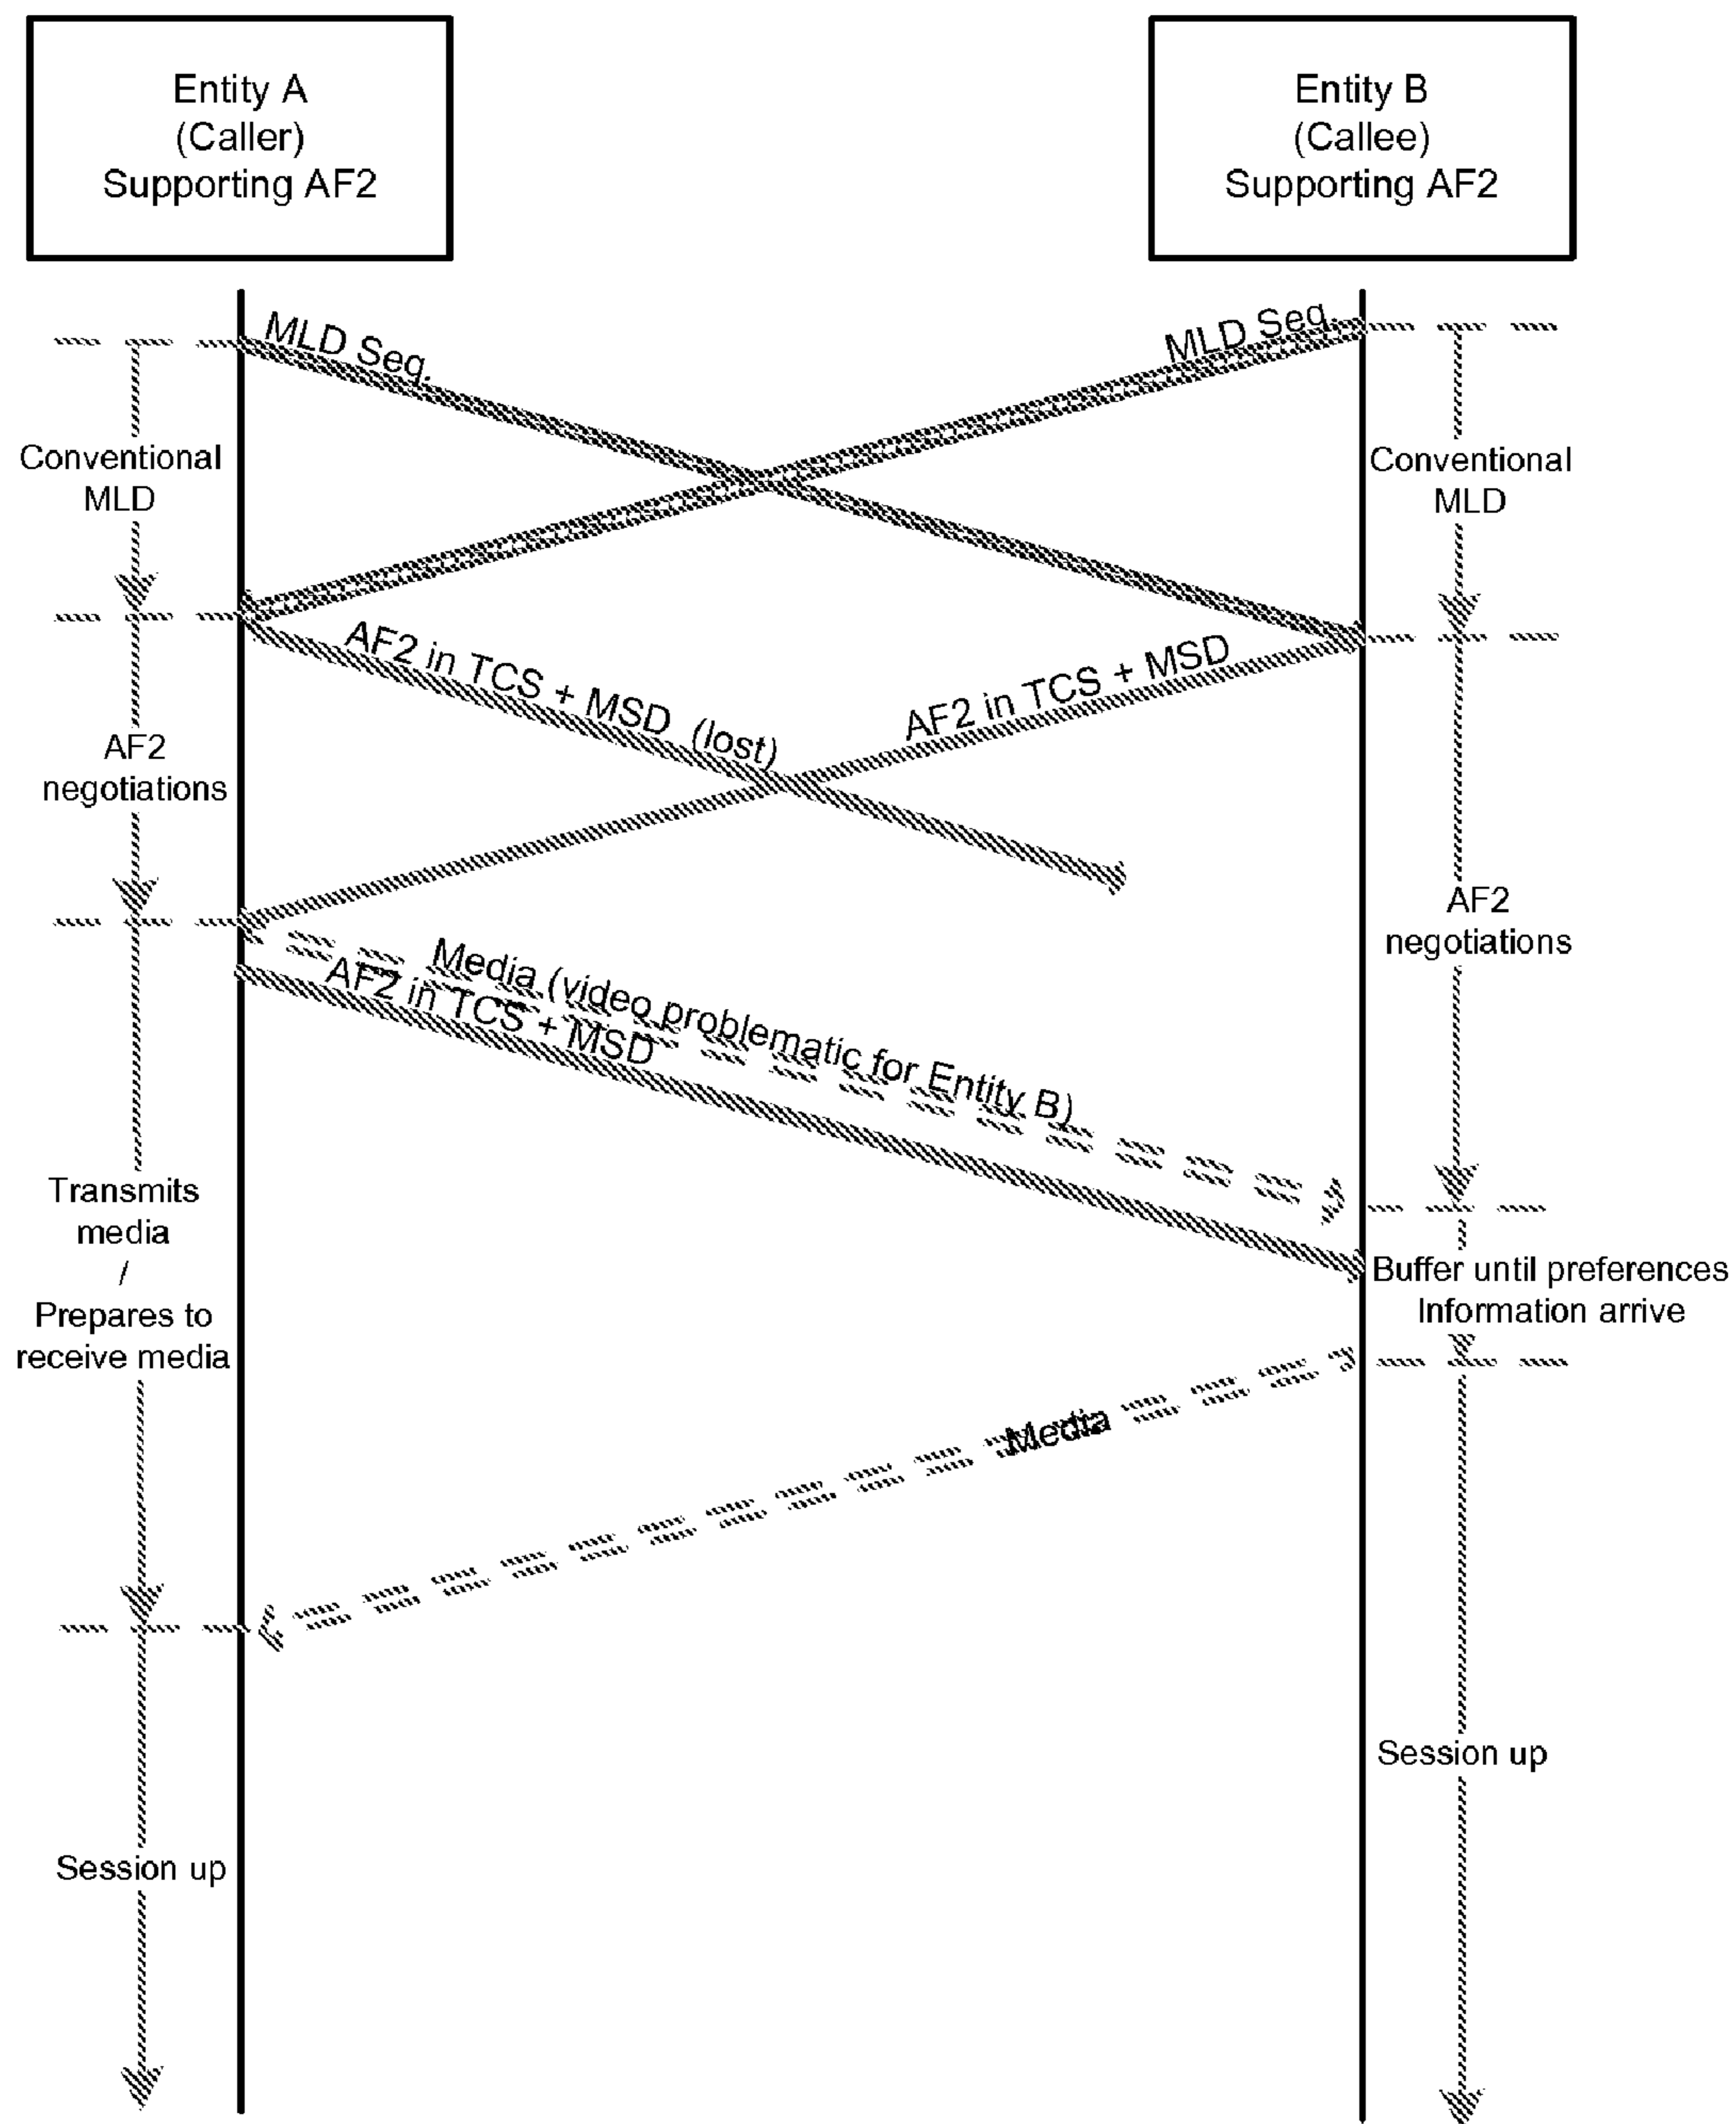 Entity A
(Caller)
Supporting AF2
Entity B
(Callee)
Supporting AF2
MLD Seq.
MLD Seq.
Conventional
MLD
Conventional
MLD
AF2 in TCS + MSD (lost)
AF2 in TCS + MSD
AF2
negotiations
AF2
negotiations
Media (video problematic for Entity B)
AF2 in TCS + MSD
Transmits
media
/
Prepares to
receive media
Buffer until preferences
Information arrive
Media
Session up
Session up